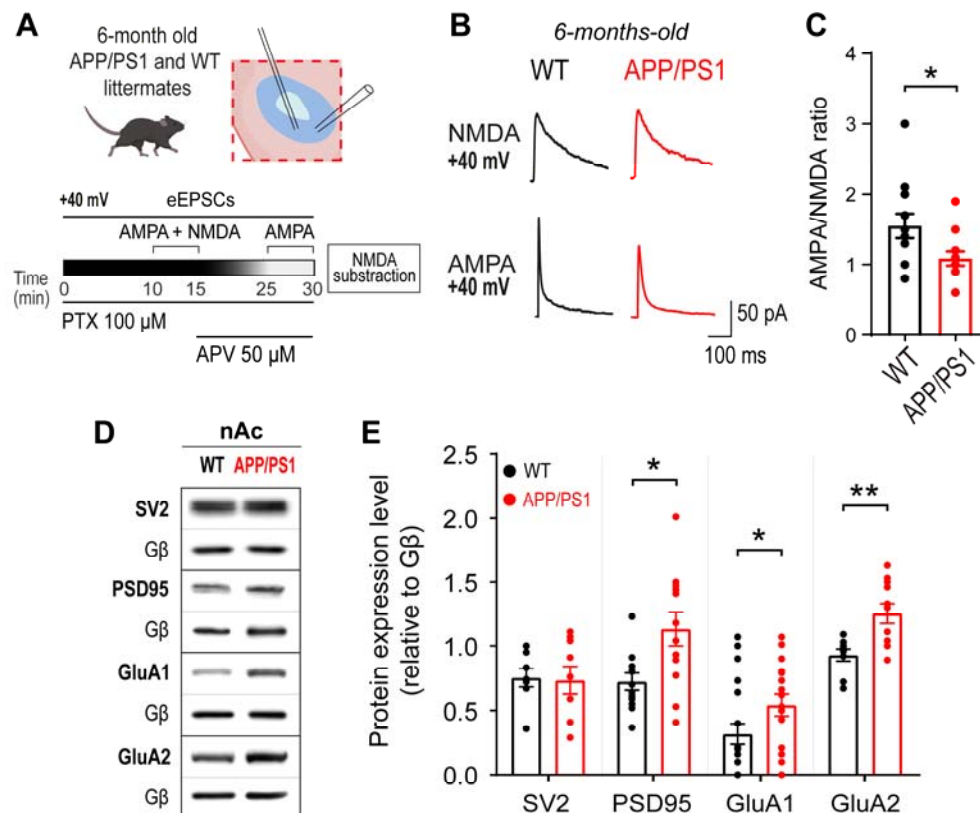 A
6-month old
APP/PS1 and WT
littermates
+40 mV
eEPSCs
AMPA + NMDA
AMPA
NMDA
substraction
Time
(min)
0
10
15
25
30
PTX 100 µM
APV 50 µM
B
6-months-old
WT
APP/PS1
NMDA
+40 mV
AMPA
+40 mV
50 pA
100 ms
C
*
AMPA/NMDA ratio
4
3
2
1
0
WT
APP/PS1
D
nAc
WT APP/PS1
SV2
Gβ
PSD95
Gβ
GluA1
Gβ
GluA2
Gβ
E
WT
APP/PS1
*
*
**
Protein expression level
(relative to Gβ)
2.5
2.0
1.5
1.0
0.5
0.0
SV2
PSD95
GluA1
GluA2